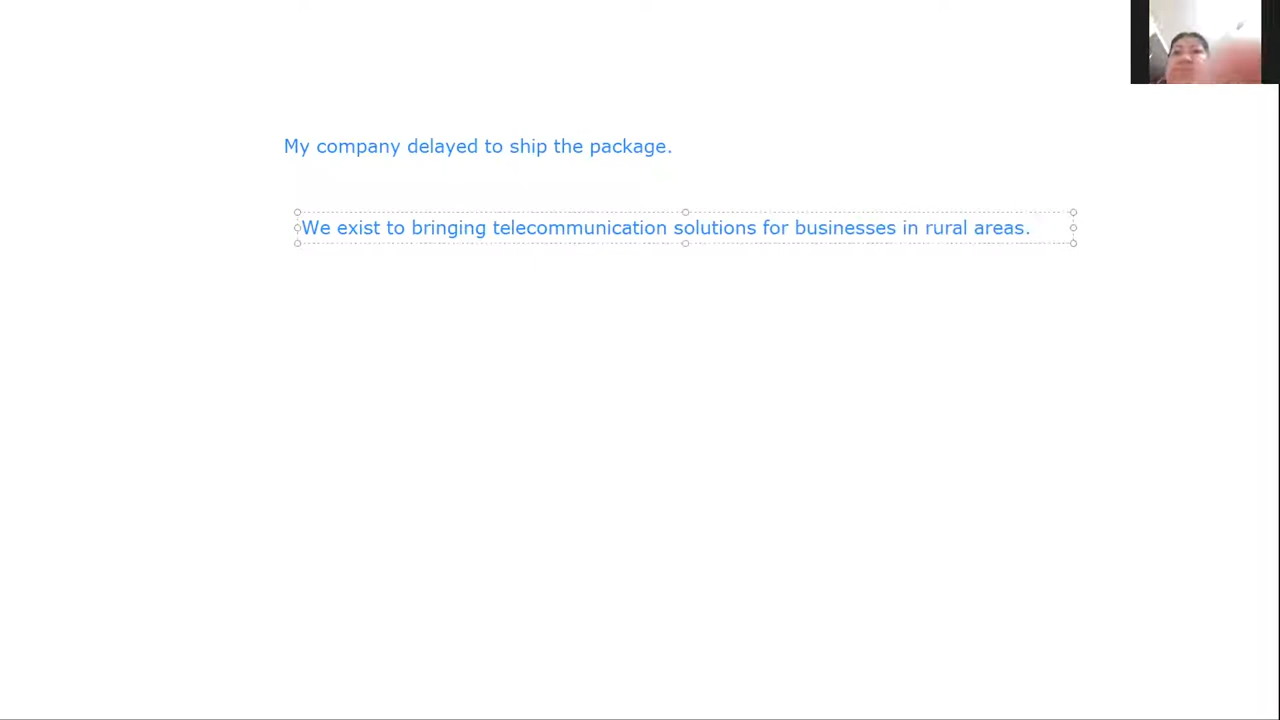 My company delayed to ship the package.
We exist to bringing telecommunication solutions for businesses in rural areas.